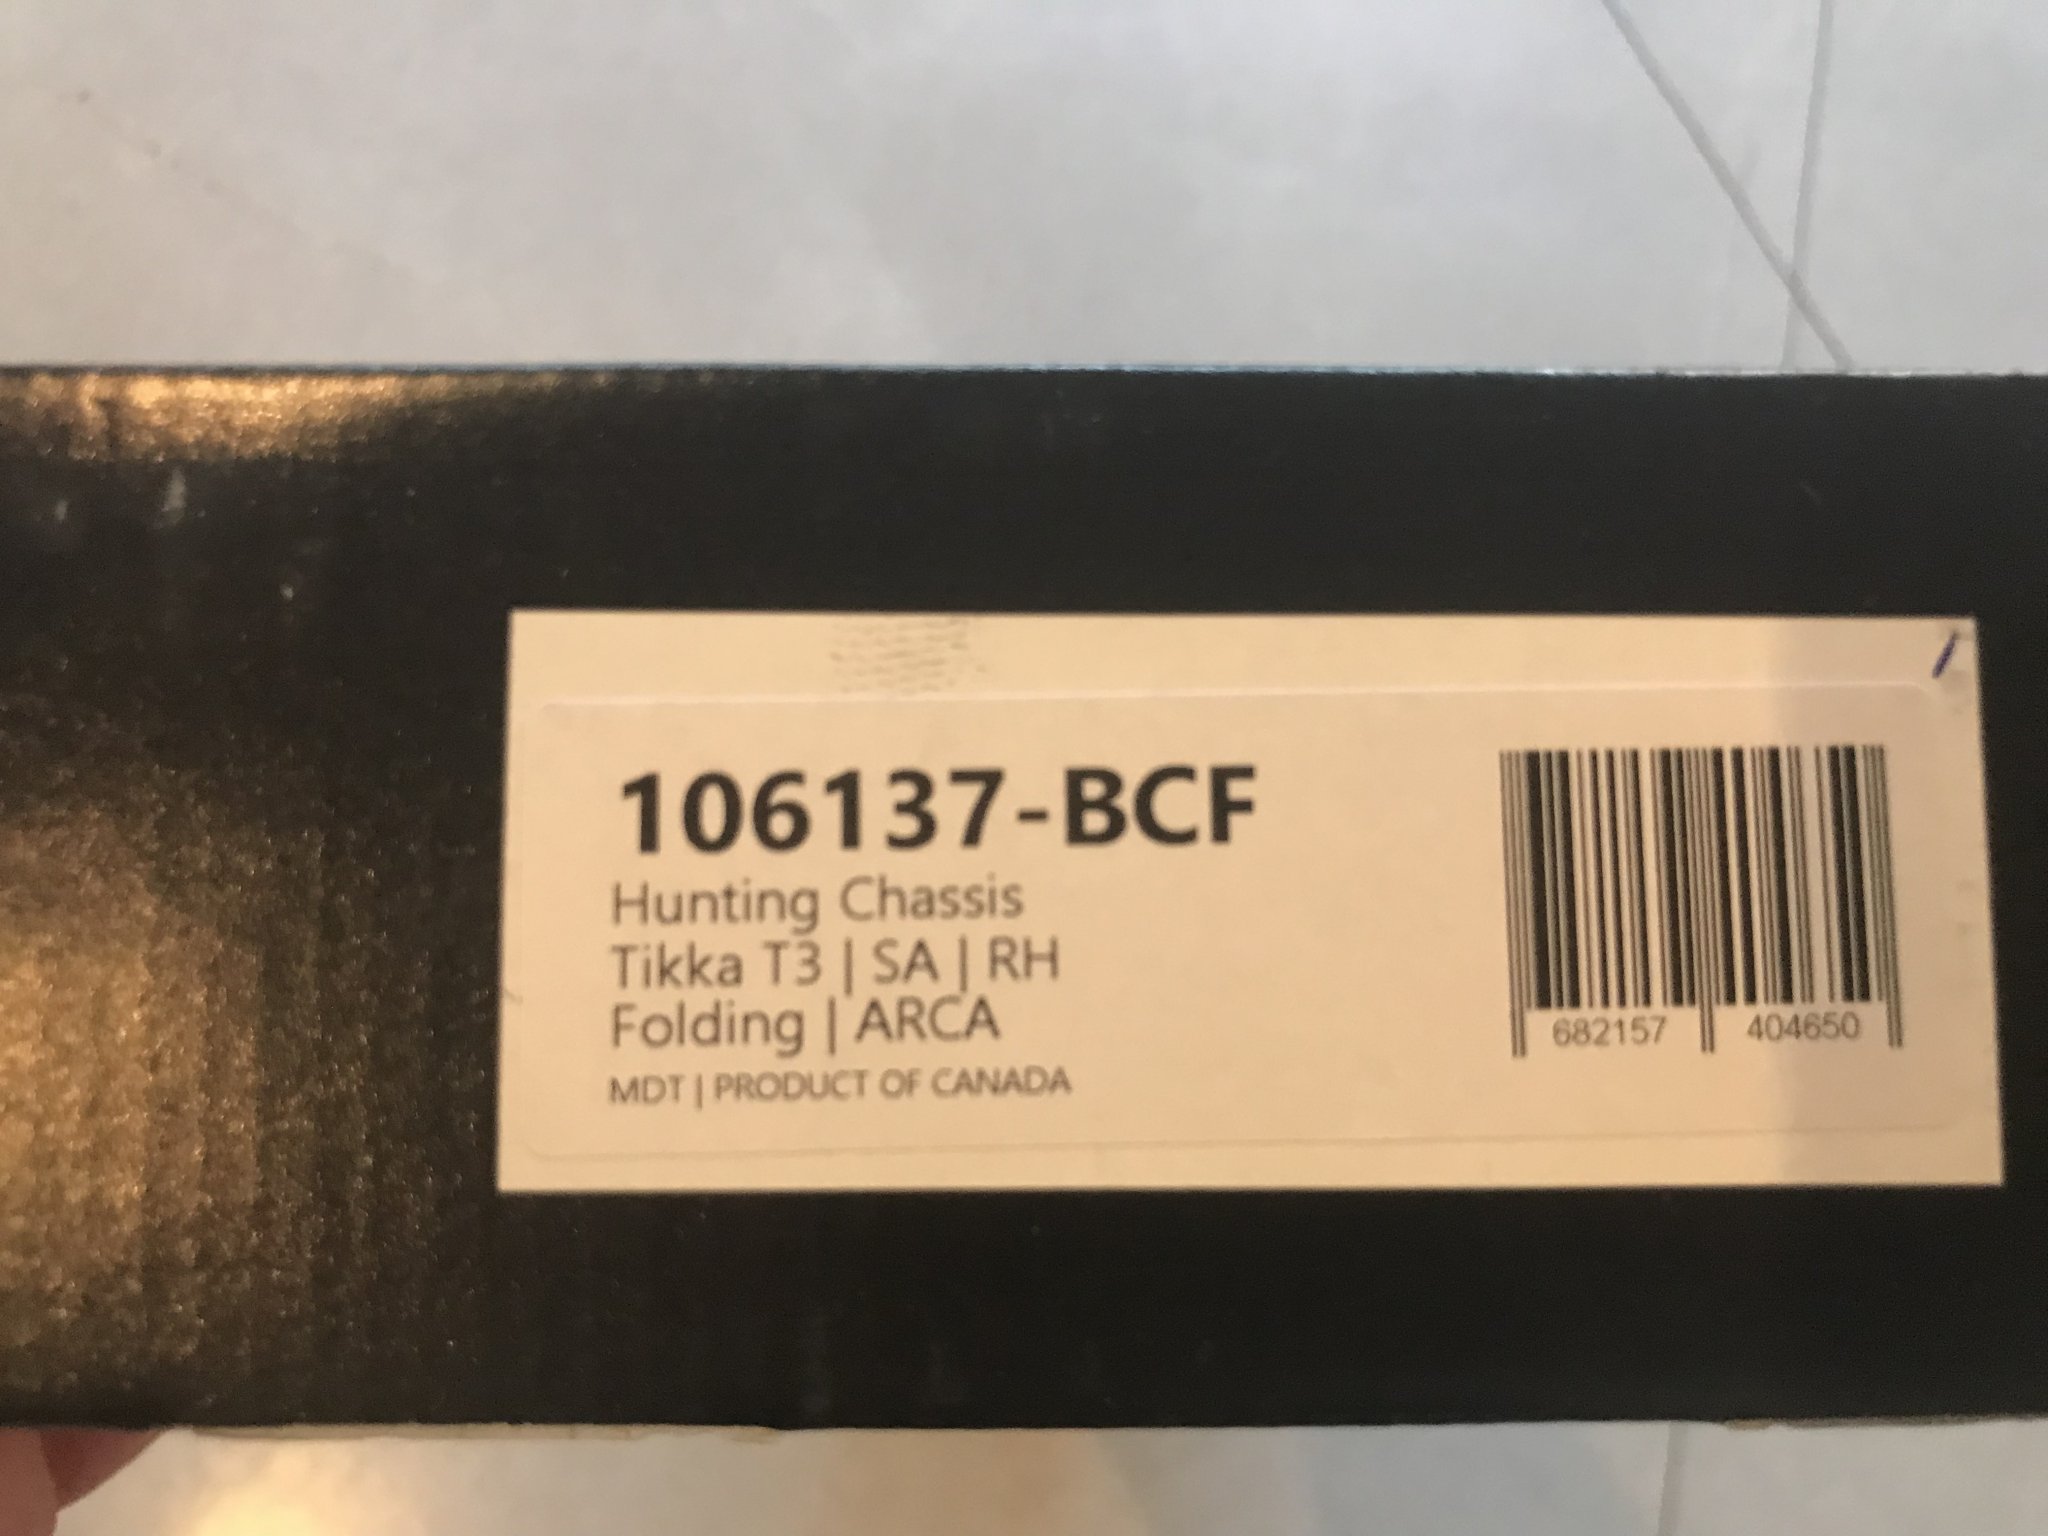 106137-BCF
Hunting Chassis
Tikka T3 | SA | RH
Folding | ARCA
MDT | PRODUCT OF CANADA
682157 404650